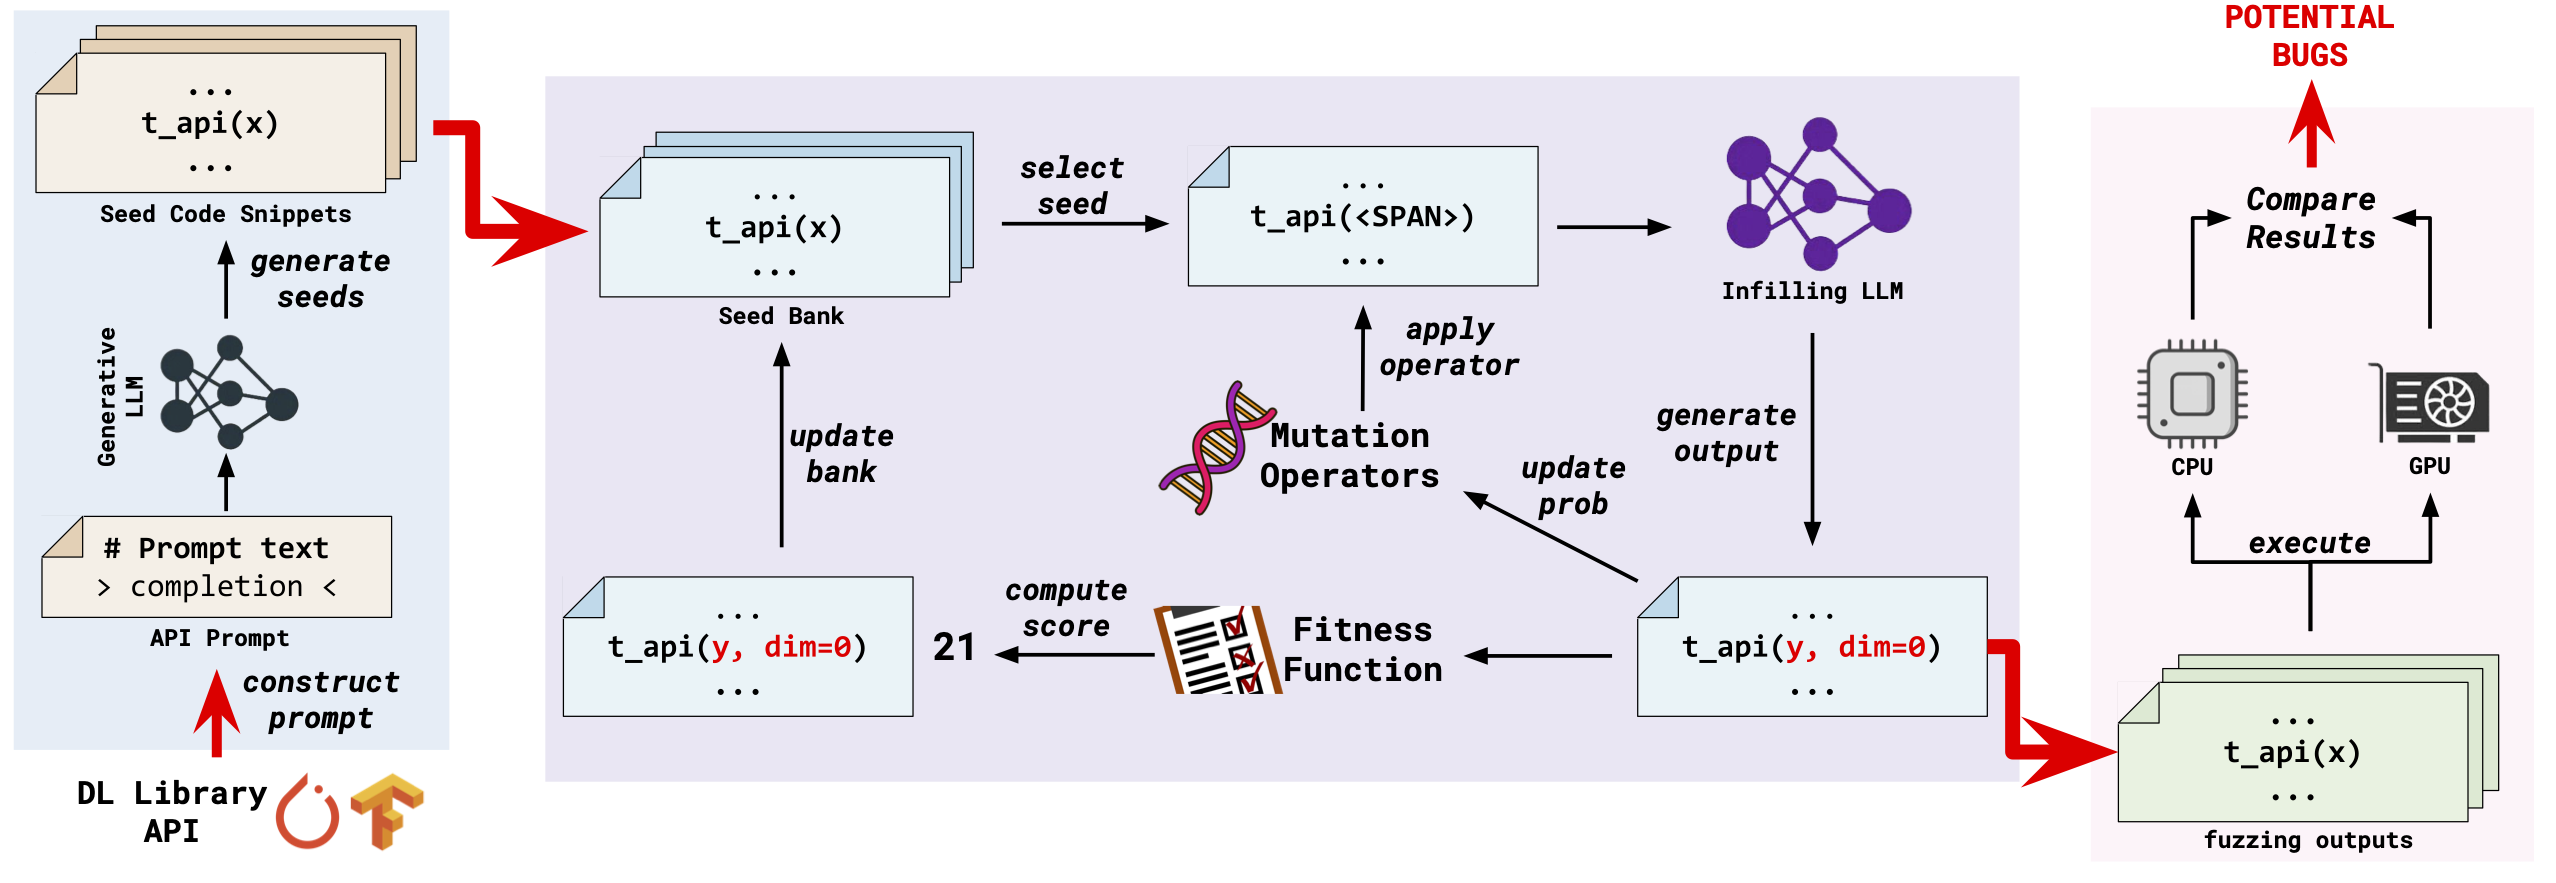 ...
t_api(x)
...
Seed Code Snippets
generate
seeds
Generative
LLM
# Prompt text
> completion <
API Prompt
construct
prompt
DL Library
API
...
t_api(x)
...
Seed Bank
select
seed
...
t_api(<SPAN>)
...
Infilling LLM
apply
operator
Mutation
Operators
generate
output
update
prob
update
bank
...
t_api(y, dim=0)
...
21
compute
score
Fitness
Function
...
t_api(y, dim=0)
...
POTENTIAL
BUGS
Compare
Results
CPU
GPU
execute
...
t_api(x)
...
fuzzing outputs